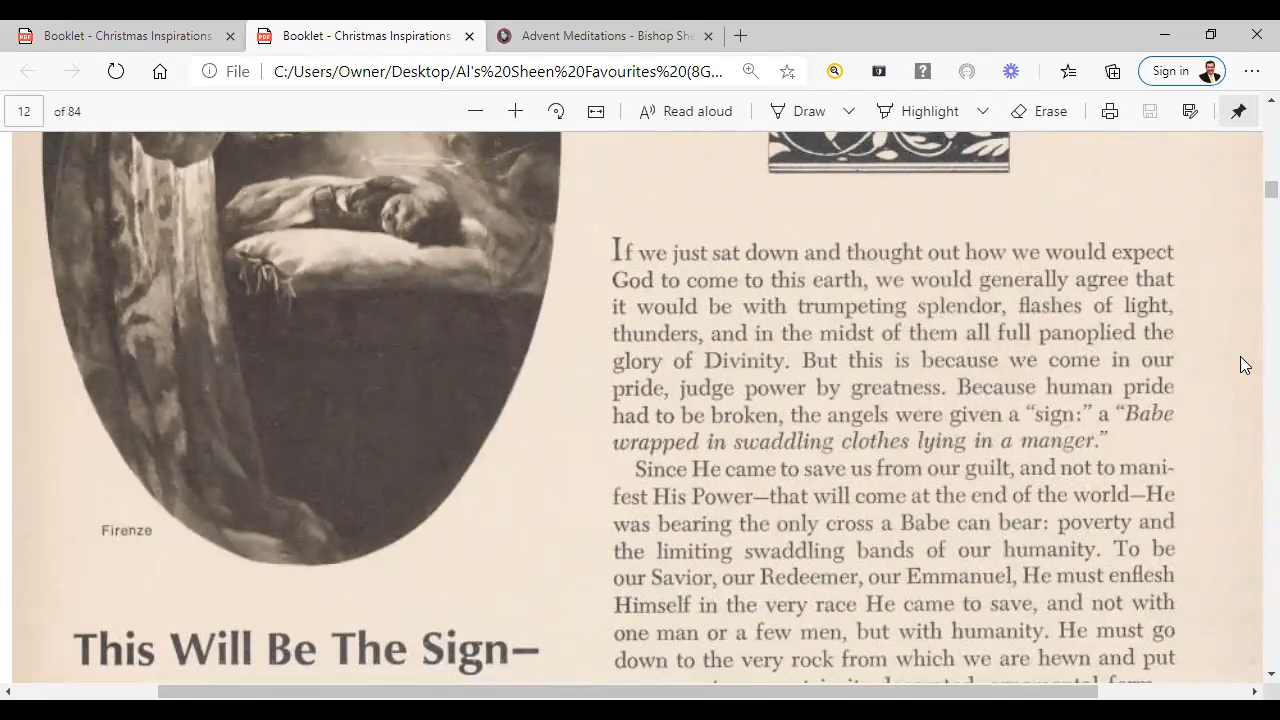 Booklet - Christmas Inspirations
Booklet - Christmas Inspirations
Advent Meditations - Bishop She
File
C:/Users/Owner/Desktop/Al's%20Sheen%20Favourites%20(8G...
Sign in
12 of 84
Read aloud
Draw
Highlight
Erase
Firenze
This Will Be The Sign—
If we just sat down and thought out how we would expect
God to come to this earth, we would generally agree that
it would be with trumpeting splendor, flashes of light,
thunders, and in the midst of them all full panoplied the
glory of Divinity. But this is because we come in our
pride, judge power by greatness. Because human pride
had to be broken, the angels were given a “sign:” a “Babe
wrapped in swaddling clothes lying in a manger.”
Since He came to save us from our guilt, and not to mani-
fest His Power—that will come at the end of the world—He
was bearing the only cross a Babe can bear: poverty and
the limiting swaddling bands of our humanity. To be
our Savior, our Redeemer, our Emmanuel, He must enflesh
Himself in the very race He came to save, and not with
one man or a few men, but with humanity. He must go
down to the very rock from which we are hewn and put